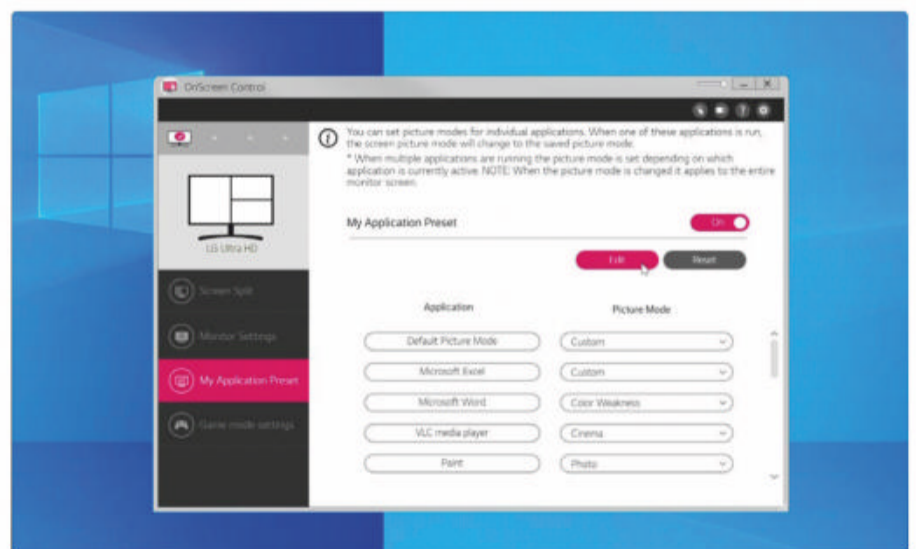 OnScreen Control
You can set picture modes for individual applications. When one of these applications is run,
the screen picture mode will change to the saved picture mode.
* When multiple applications are running the picture mode is set depending on which
application is currently active. NOTE: When the picture mode is changed it applies to the entire
monitor screen.
LG Ultra HD
My Application Preset
On
Edit
Reset
Screen Split
Monitor Settings
My Application Preset
Game mode settings
Application
Picture Mode
Default Picture Mode
Custom
Microsoft Excel
Custom
Microsoft Word
Color Weakness
VLC media player
Cinema
Paint
Photo